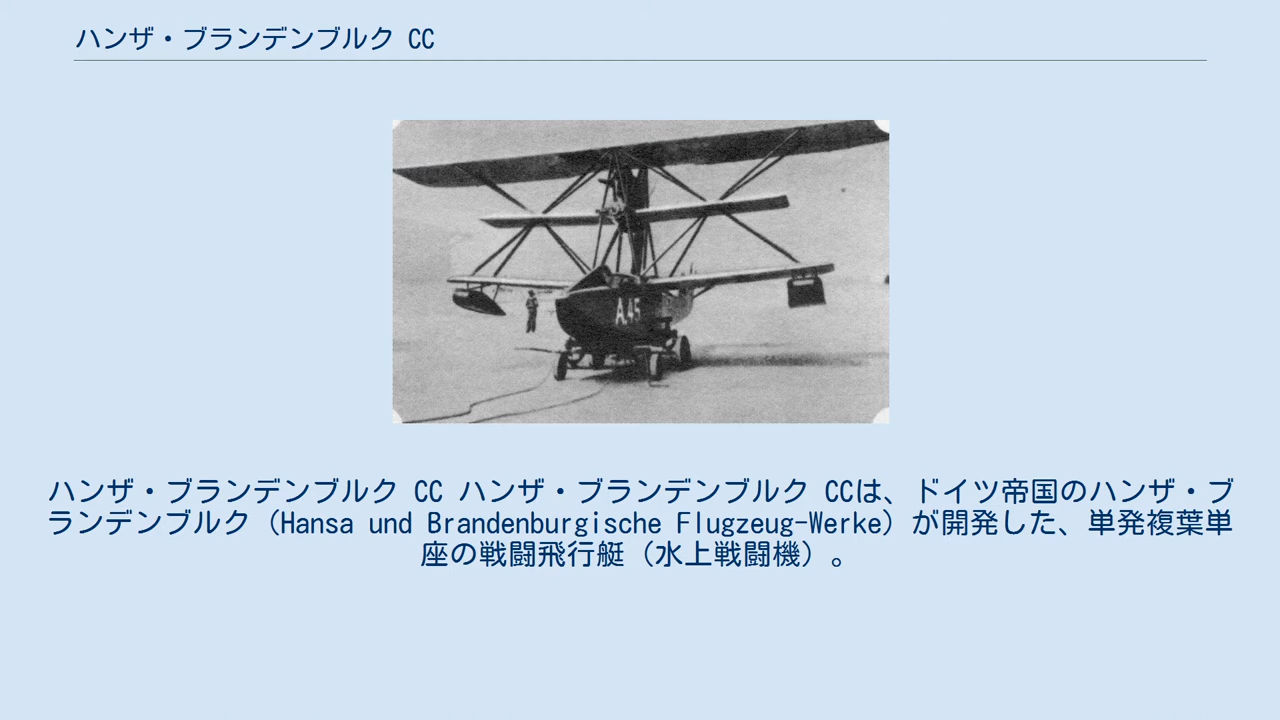 ハンザ・ブランデンブルク CC
A.45
ハンザ・ブランデンブルク CC ハンザ・ブランデンブルク CCは、ドイツ帝国のハンザ・ブ
ランデンブルク（Hansa und Brandenburgische Flugzeug-Werke）が開発した、単発複葉単
座の戦闘飛行艇（水上戦闘機）。